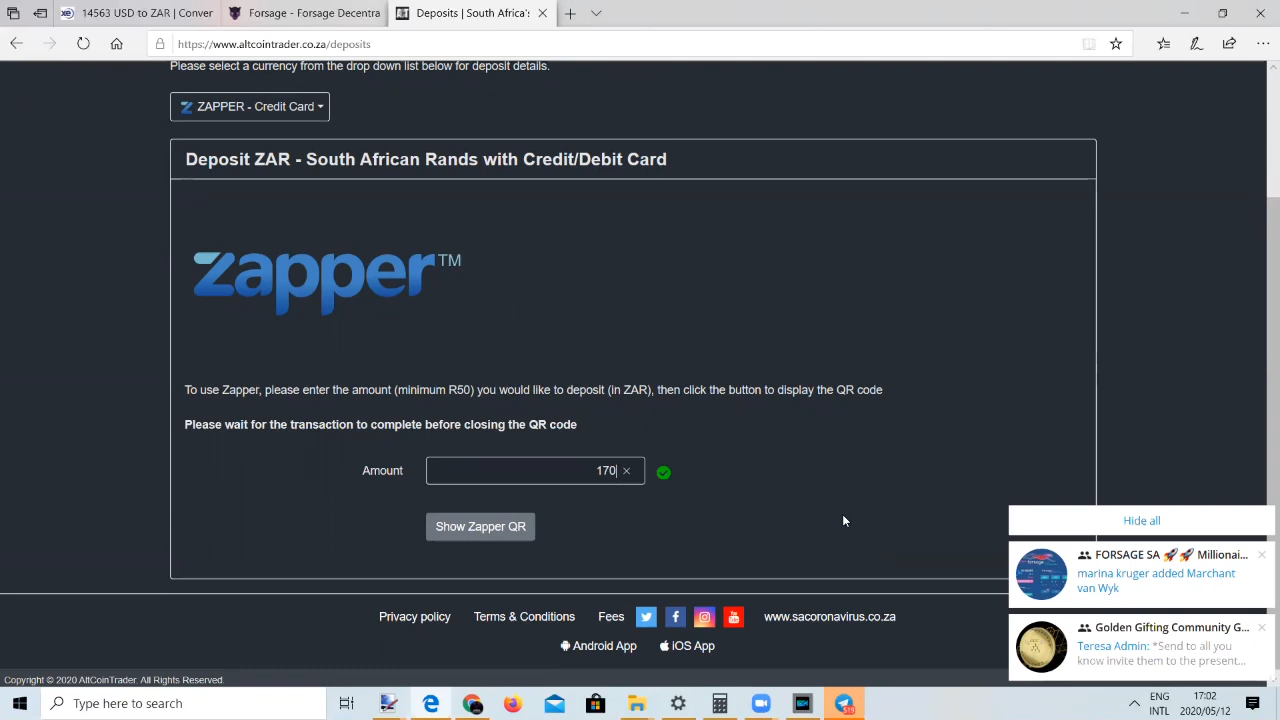 14563 USD to ZAR | Conver
Forsage - Forsage Decentra
Deposits | South Africa's
https://www.altcointrader.co.za/deposits
Please select a currency from the drop down list below for deposit details.
ZAPPER - Credit Card
Deposit ZAR - South African Rands with Credit/Debit Card
zapper™
To use Zapper, please enter the amount (minimum R50) you would like to deposit (in ZAR), then click the button to display the QR code
Please wait for the transaction to complete before closing the QR code
Amount 170
Show Zapper QR
Hide all
FORSAGE SA 🚀🚀 Millionai...
marina kruger added Marchant
van Wyk
Golden Gifting Community G...
Teresa Admin: *Send to all you
know invite them to the present...
Privacy policy Terms & Conditions Fees www.sacoronavirus.co.za
Android App iOS App
Copyright © 2020 AltCoinTrader. All Rights Reserved.
Type here to search
ENG
INTL
17:02
2020/05/12